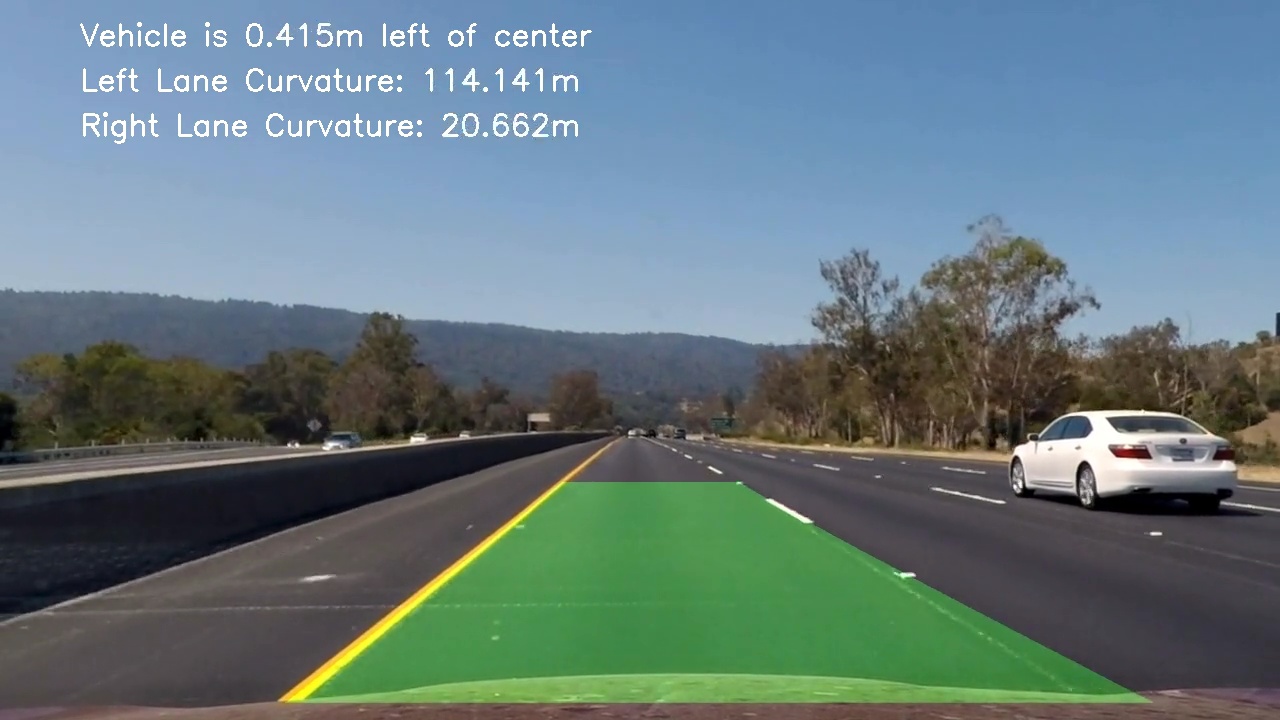 Vehicle is 0.415m left of center
Left Lane Curvature: 114.141m
Right Lane Curvature: 20.662m